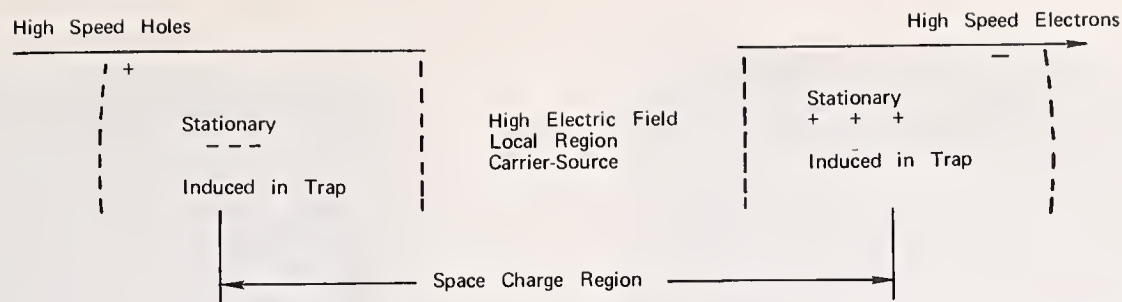 High Speed Holes
High Speed Electrons
+
−
Stationary
− − −
Induced in Trap
High Electric Field
Local Region
Carrier-Source
Stationary
+ + +
Induced in Trap
Space Charge Region